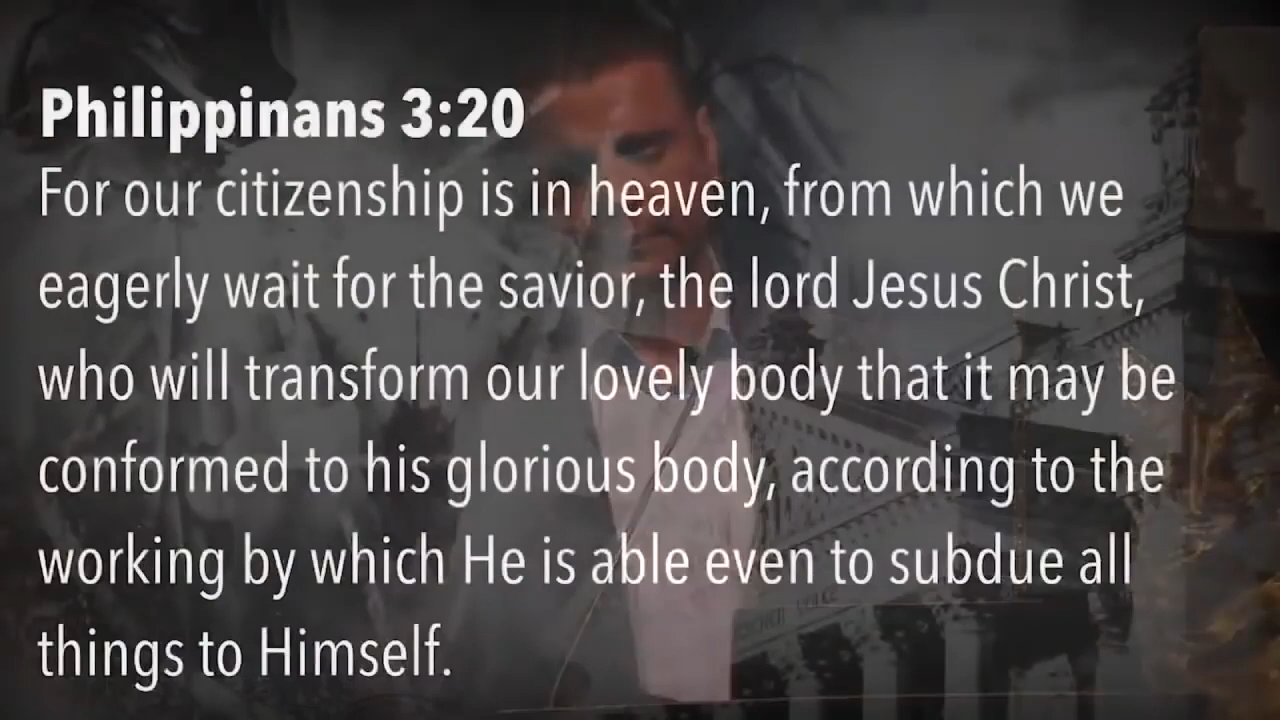 Philippinans 3:20
For our citizenship is in heaven, from which we
eagerly wait for the savior, the lord Jesus Christ,
who will transform our lovely body that it may be
conformed to his glorious body, according to the
working by which He is able even to subdue all
things to Himself.